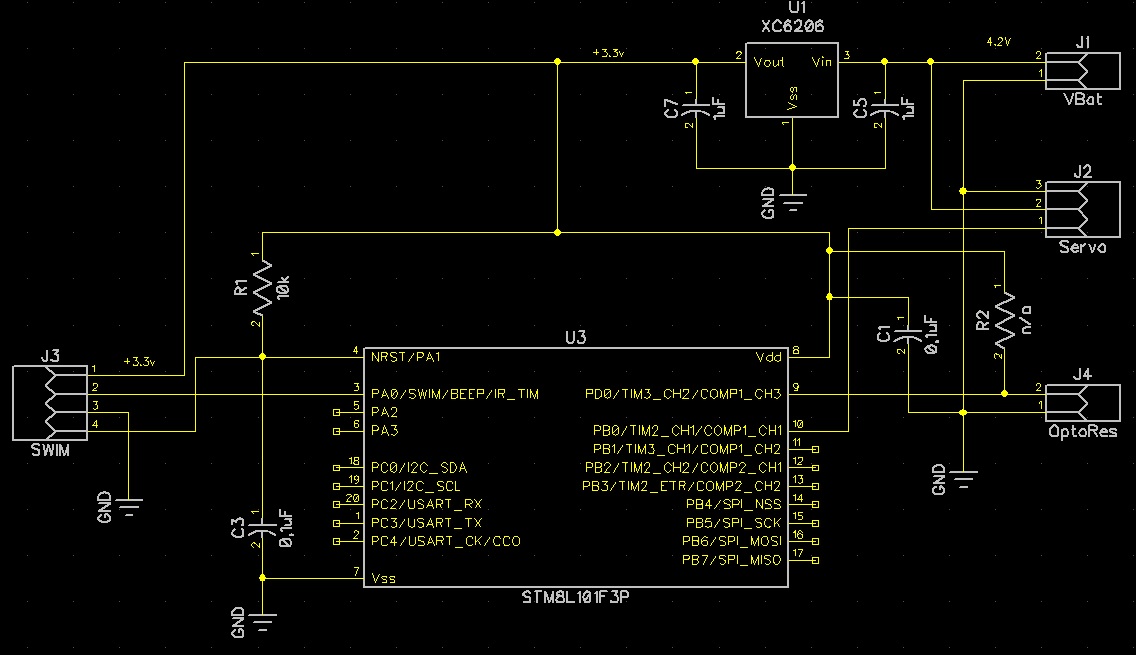 U1
XC6206
+3.3v
2
Vout
Vin
3
4.2V
J1
2
1
VBat
C7
1
2
1uF
Vss
1
C5
1
2
1uF
GND
J2
3
2
1
Servo
R1
1
2
10k
U3
4
NRST/PA1
Vdd
8
C1
1
2
0,1uF
R2
1
2
n/a
J3
+3.3v
1
2
3
4
SWIM
3
PA0/SWIM/BEEP/IR_TIM
PD0/TIM3_CH2/COMP1_CH3
9
J4
2
1
OptoRes
5
PA2
6
PA3
PB0/TIM2_CH1/COMP1_CH1
10
PB1/TIM3_CH1/COMP1_CH2
11
18
PC0/I2C_SDA
PB2/TIM2_CH2/COMP2_CH1
12
19
PC1/I2C_SCL
PB3/TIM2_ETR/COMP2_CH2
13
20
PC2/USART_RX
PB4/SPI_NSS
14
1
PC3/USART_TX
PB5/SPI_SCK
15
2
PC4/USART_CK/CCO
PB6/SPI_MOSI
16
PB7/SPI_MISO
17
7
Vss
STM8L101F3P
GND
C3
1
2
0,1uF
GND
GND